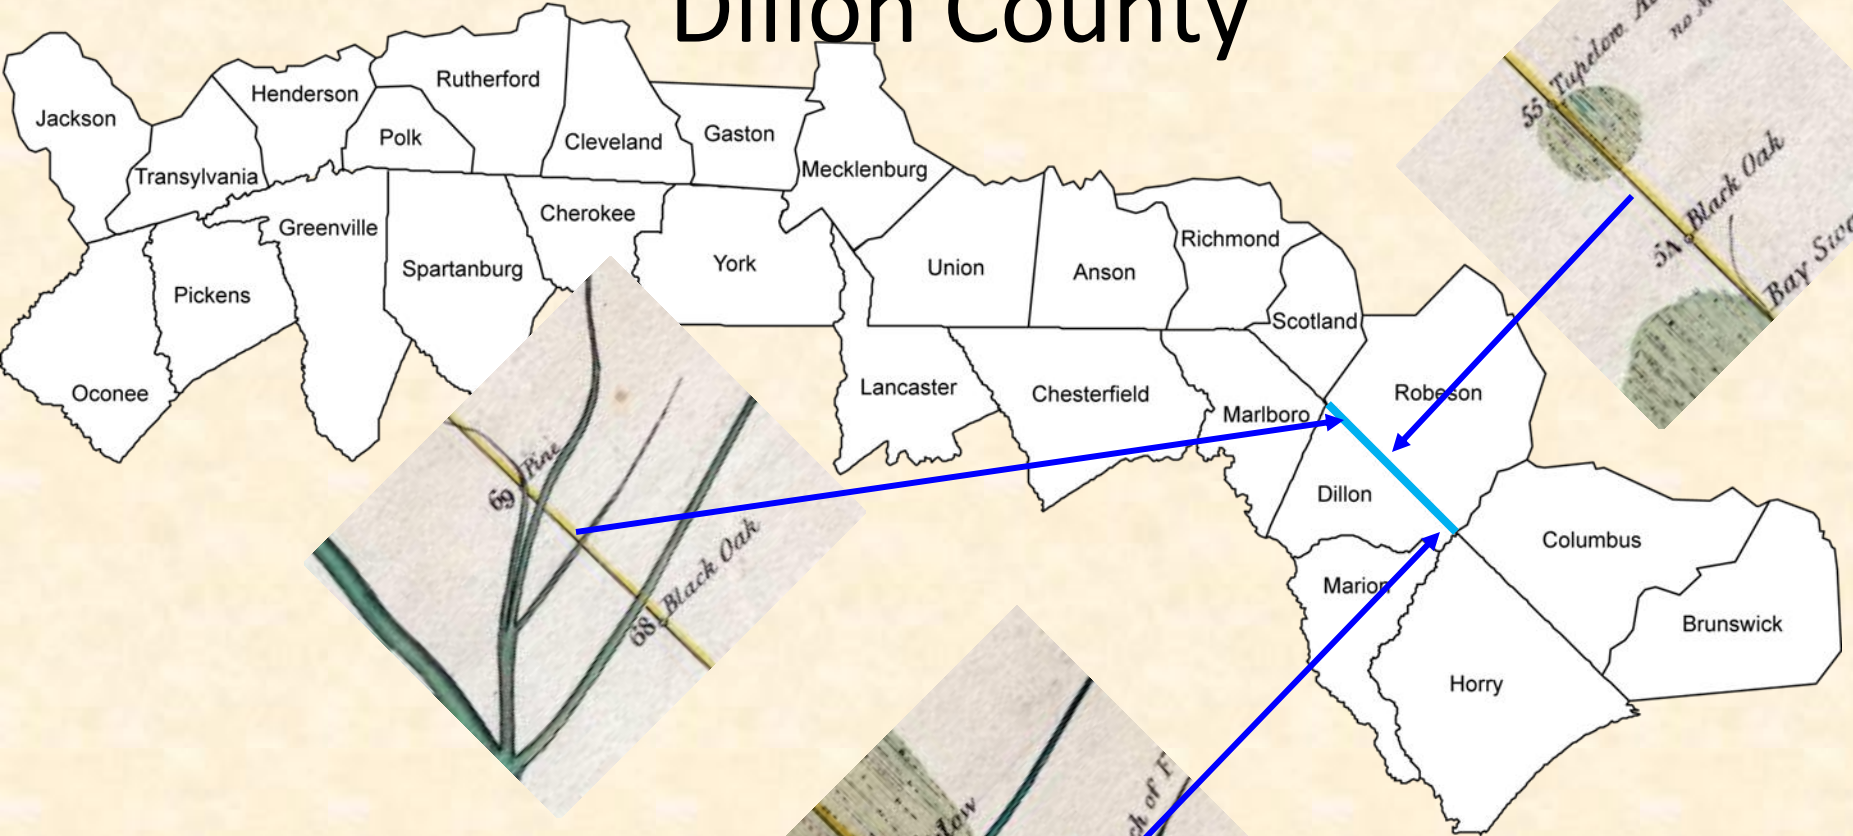 Dillon County
Jackson
Transylvania
Henderson
Rutherford
Polk
Cleveland
Gaston
Mecklenburg
Greenville
Cherokee
Spartanburg
York
Pickens
Oconee
Union
Anson
Richmond
Scotland
Lancaster
Chesterfield
Marlboro
Robeson
Dillon
Marion
Columbus
Brunswick
Horry
55 Tupelow
no
Black Oak
Bay
69 Pine
68 Black Oak
of F